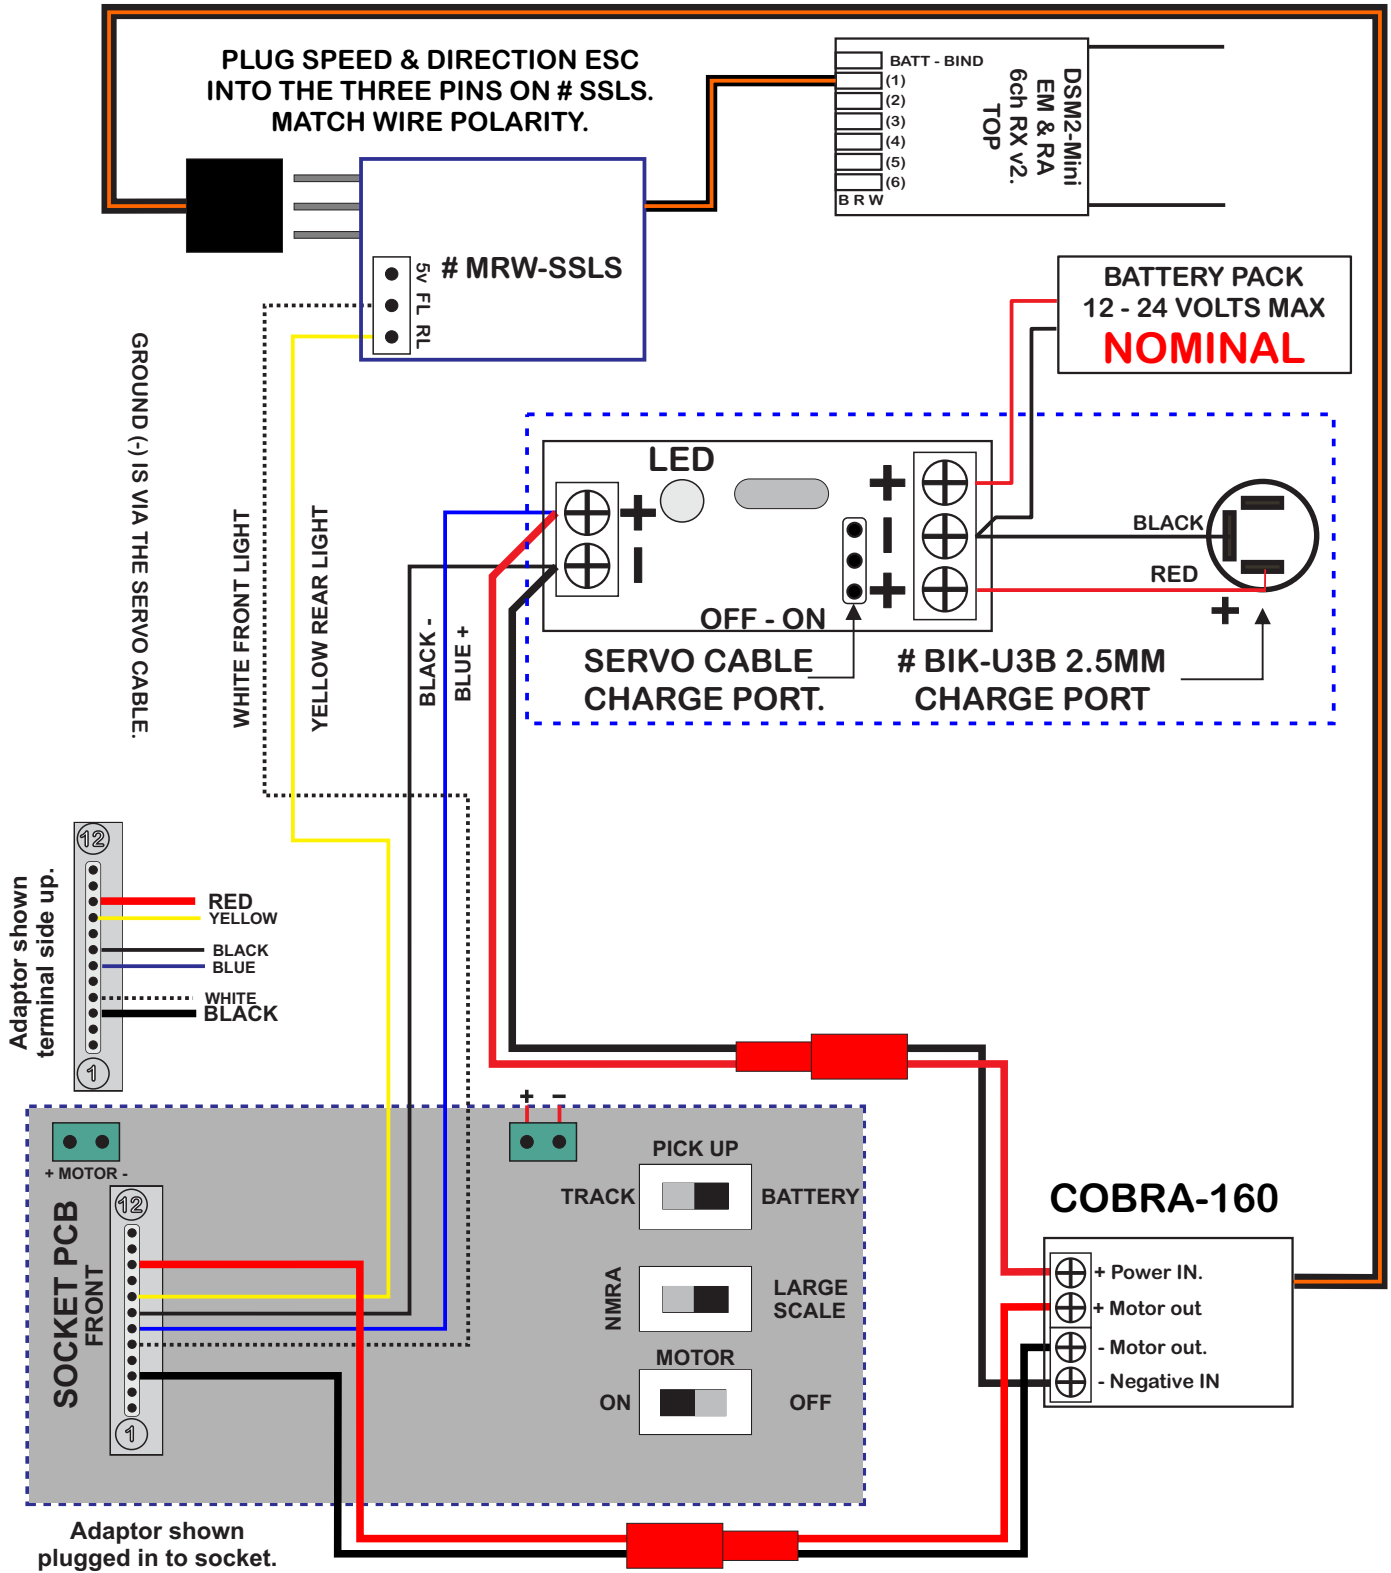 PLUG SPEED & DIRECTION ESC
INTO THE THREE PINS ON # SSLS.
MATCH WIRE POLARITY.
BATT - BIND
(1)
(2)
(3)
(4)
(5)
(6)
B R W
DSM2-Mini
EM & RA
6ch RX v2.
TOP
# MRW-SSLS
5v FL RL
BATTERY PACK
12 - 24 VOLTS MAX
NOMINAL
GROUND (-) IS VIA THE SERVO CABLE.
WHITE FRONT LIGHT
YELLOW REAR LIGHT
BLACK -
BLUE +
LED
+
-
+
-
+
OFF - ON
BLACK
RED
+
SERVO CABLE
CHARGE PORT.
# BIK-U3B 2.5MM
CHARGE PORT
Adaptor shown
terminal side up.
12
RED
YELLOW
BLACK
BLUE
WHITE
BLACK
1
+ -
+ MOTOR -
SOCKET PCB
FRONT
12
1
PICK UP
TRACK
BATTERY
NMRA
LARGE
SCALE
MOTOR
ON
OFF
COBRA-160
+ Power IN.
+ Motor out
- Motor out.
- Negative IN
Adaptor shown
plugged in to socket.